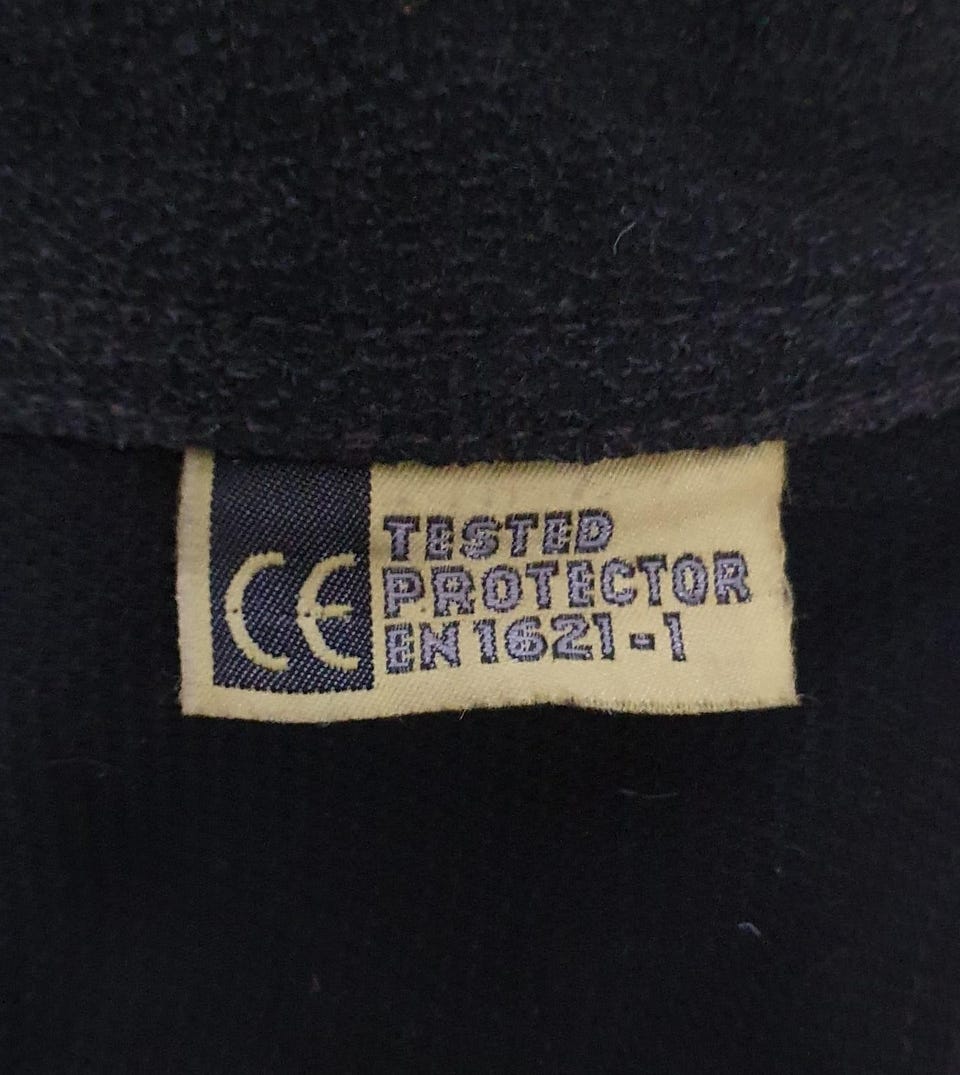 CE
TESTED
PROTECTOR
EN 1621-1